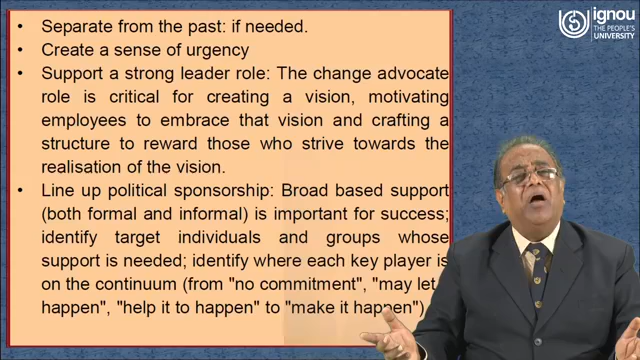 • Separate from the past: if needed.
• Create a sense of urgency
• Support a strong leader role: The change advocate
role is critical for creating a vision, motivating
employees to embrace that vision and crafting a
structure to reward those who strive towards the
realisation of the vision.
• Line up political sponsorship: Broad based support
(both formal and informal) is important for success;
identify target individuals and groups whose
support is needed; identify where each key player is
on the continuum (from "no commitment", "may let it
happen", "help it to happen" to "make it happen")
ignou
THE PEOPLE'S
UNIVERSITY